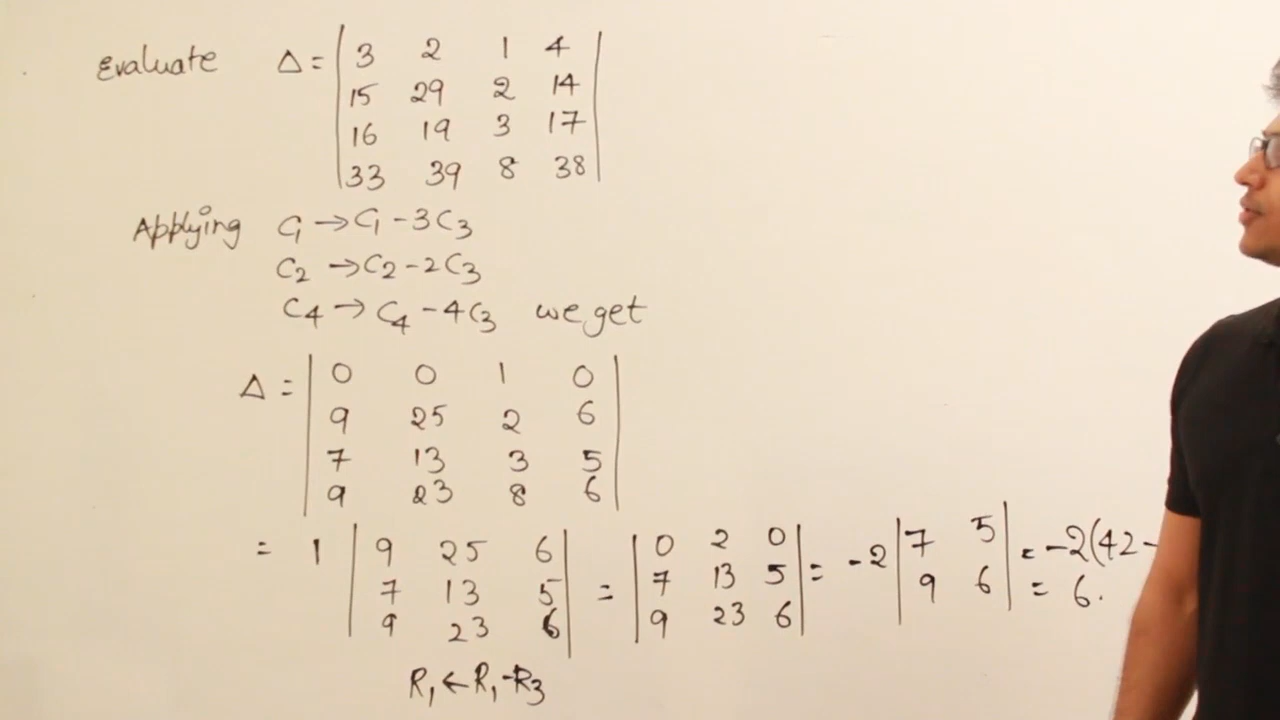 Evaluate Δ = | 3 2 1 4 |
| 15 29 2 14 |
| 16 19 3 17 |
| 33 39 8 38 |
Applying C1 → C1 - 3C3
C2 → C2 - 2C3
C4 → C4 - 4C3 we get
Δ = | 0 0 1 0 |
| 9 25 2 6 |
| 7 13 3 5 |
| 9 23 8 6 |
= 1 | 9 25 6 | = | 0 2 0 | = -2 | 7 5 | = -2(42 -
| 7 13 5 | | 7 13 5 | | 9 6 | = 6.
| 9 23 6 | | 9 23 6 |
R1 ← R1 - R3